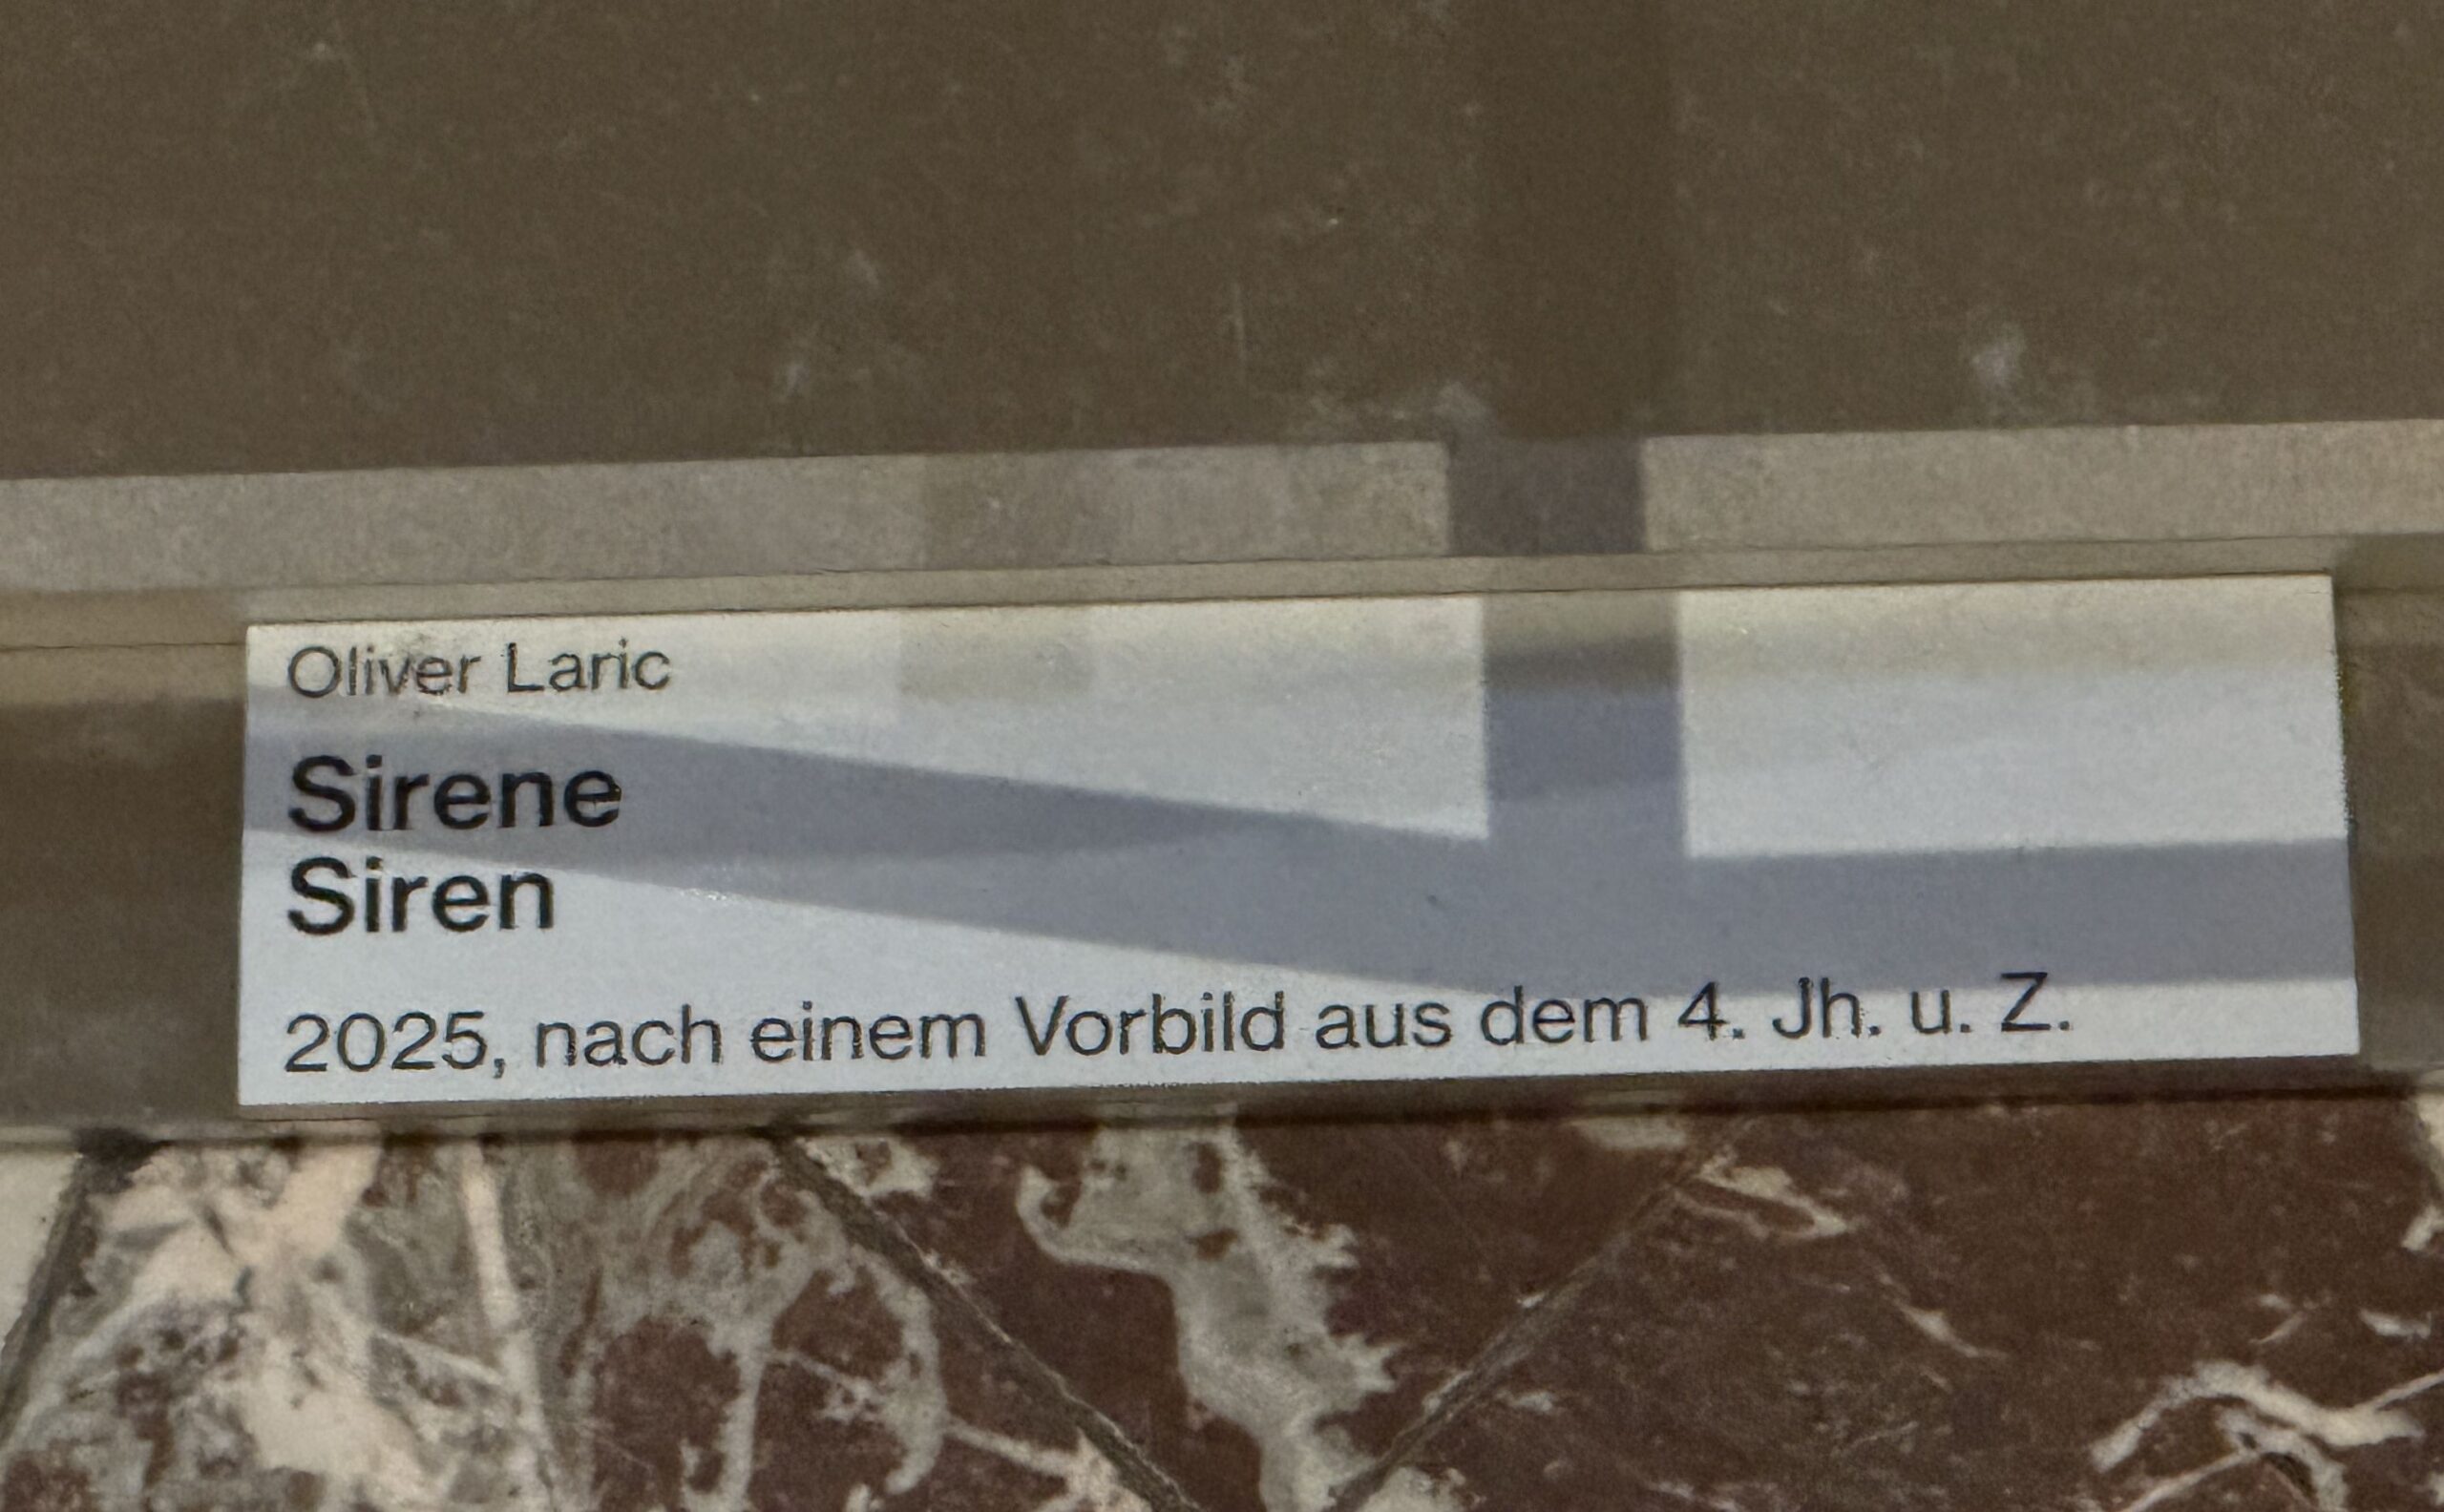 Oliver Laric
Sirene
Siren
2025, nach einem Vorbild aus dem 4. Jh. u. Z.